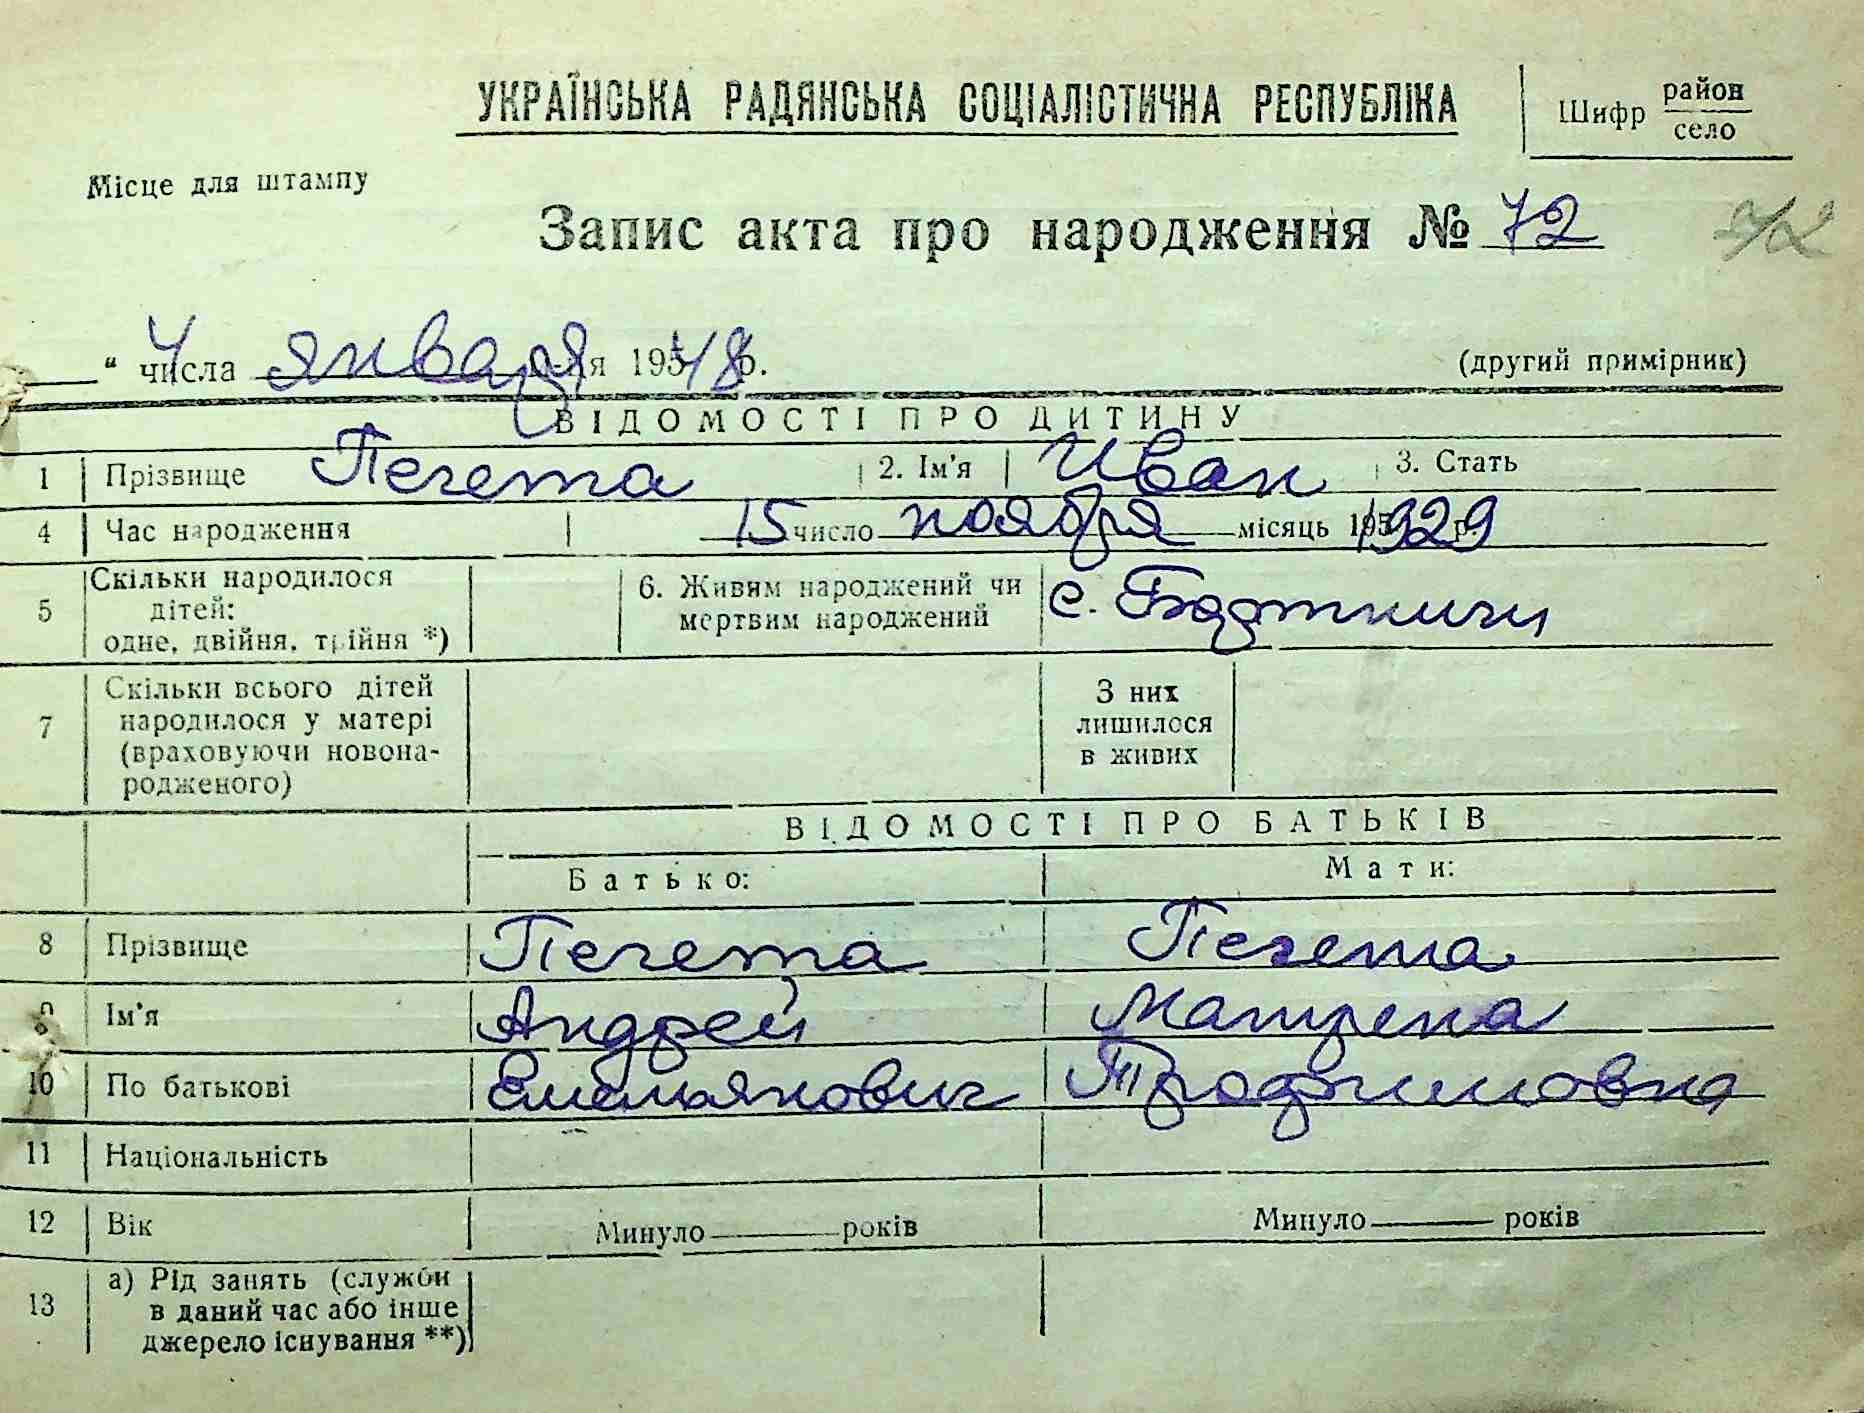 УКРАЇНСЬКА РАДЯНСЬКА СОЦІАЛІСТИЧНА РЕСПУБЛІКА
Шифр район
село
Місце для штампу
Запис акта про народження № 72
72
4 " числа января 1948 р.
(другий примірник)
ВІДОМОСТІ ПРО ДИТИНУ
1 Прізвище Печета 2. Ім'я Иван 3. Стать
4 Час народження 15 число ноября місяць 1929 р.
5 Скільки народилося дітей: одне, двійня, трійня *) 6. Живим народжений чи мертвим народжений с.
7 Скільки всього дітей народилося у матері (враховуючи новонародженого) З них лишилося в живих
ВІДОМОСТІ ПРО БАТЬКІВ
Батько: Мати:
8 Прізвище Печета Печета
9 Ім'я Андрей Матрена
10 По батькові Емельянович Трофимовна
11 Національність
12 Вік Минуло років Минуло років
13 а) Рід занять (служби в даний час або інше джерело існування **)